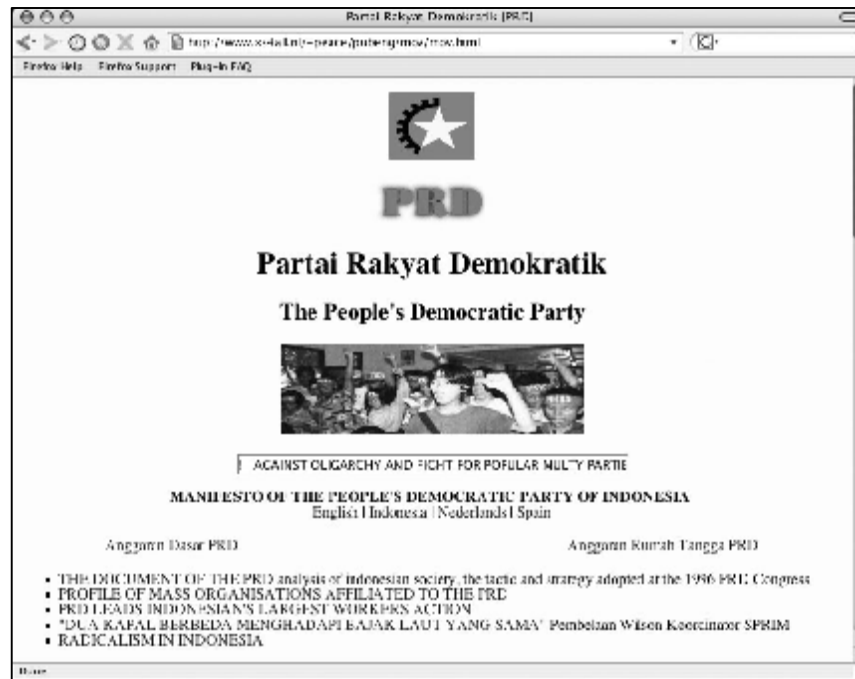 Partai Rakyat Demokratik [PRD]
Firefox Help Firefox Support Plug-in FAQ
PRD
Partai Rakyat Demokratik
The People's Democratic Party
AGAINST OLIGARCHY AND FIGHT FOR POPULAR MULTY PARTIE
MANIFESTO OF THE PEOPLE'S DEMOCRATIC PARTY OF INDONESIA
English | Indonesia | Nederlands | Spain
Anggaran Dasar PRD Anggaran Rumah Tangga PRD
THE DOCUMENT OF THE PRD analysis of indonesian society, the tactic and strategy adopted at the 1996 PRD Congress
PROFILE OF MASS ORGANISATIONS AFFILIATED TO THE PRD
PRD LEADS INDONESIAN'S LARGEST WORKERS ACTION
"DUA KAPAL BERBEDA MENGHADAPI BAJAK LAUT YANG SAMA" Pembelaan Wilson Koordinator SPRIM
RADICALISM IN INDONESIA
Done